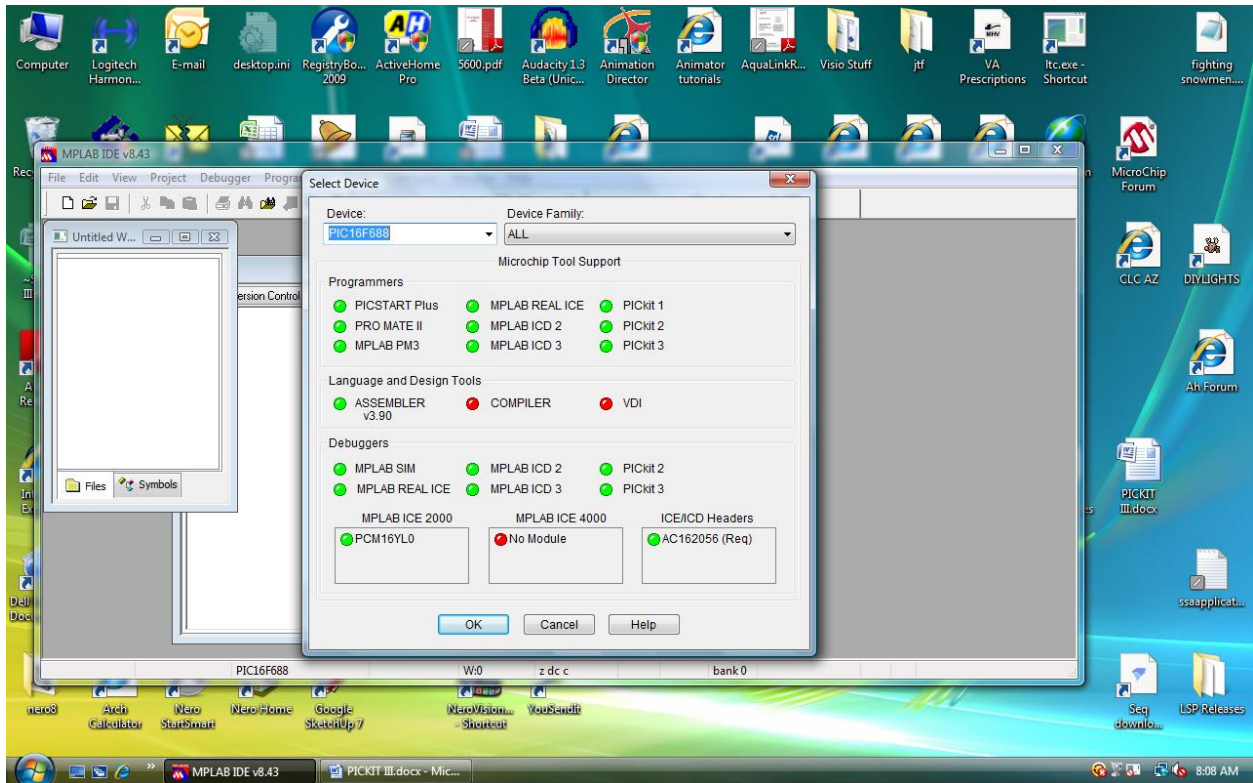 Computer
Logitech Harmon...
E-mail
desktop.ini
RegistryBo... 2009
ActiveHome Pro
5600.pdf
Audacity 1.3 Beta (Unic...
Animation Director
Animator tutorials
AquaLinkR...
Visio Stuff
jtf
VA Prescriptions
ltc.exe - Shortcut
fighting snowmen....
MPLAB IDE v8.43
File Edit View Project Debugger
Select Device
Device:
Device Family:
PIC16F688
ALL
Microchip Tool Support
Programmers
PICSTART Plus
MPLAB REAL ICE
PICkit 1
PRO MATE II
MPLAB ICD 2
PICkit 2
MPLAB PM3
MPLAB ICD 3
PICkit 3
Language and Design Tools
ASSEMBLER
v3.90
COMPILER
VDI
Debuggers
MPLAB SIM
MPLAB ICD 2
PICkit 2
MPLAB REAL ICE
MPLAB ICD 3
PICkit 3
MPLAB ICE 2000
MPLAB ICE 4000
ICE/ICD Headers
PCM16YL0
No Module
AC162056 (Req)
OK
Cancel
Help
Untitled W...
ersion Control
Files
Symbols
PIC16F688
W:0
z dc c
bank 0
MicroChip Forum
CLC AZ
DIYLIGHTS
Ah Forum
PICKIT III.docx
ssaapplicat...
Seq downlo...
LSP Releases
nero8
Arch Calculator
Nero StartSmart
Nero Home
Google SketchUp 7
NeroVision... - Shortcut
YouSendIt
MPLAB IDE v8.43
PICKIT III.docx - Mic...
8:08 AM